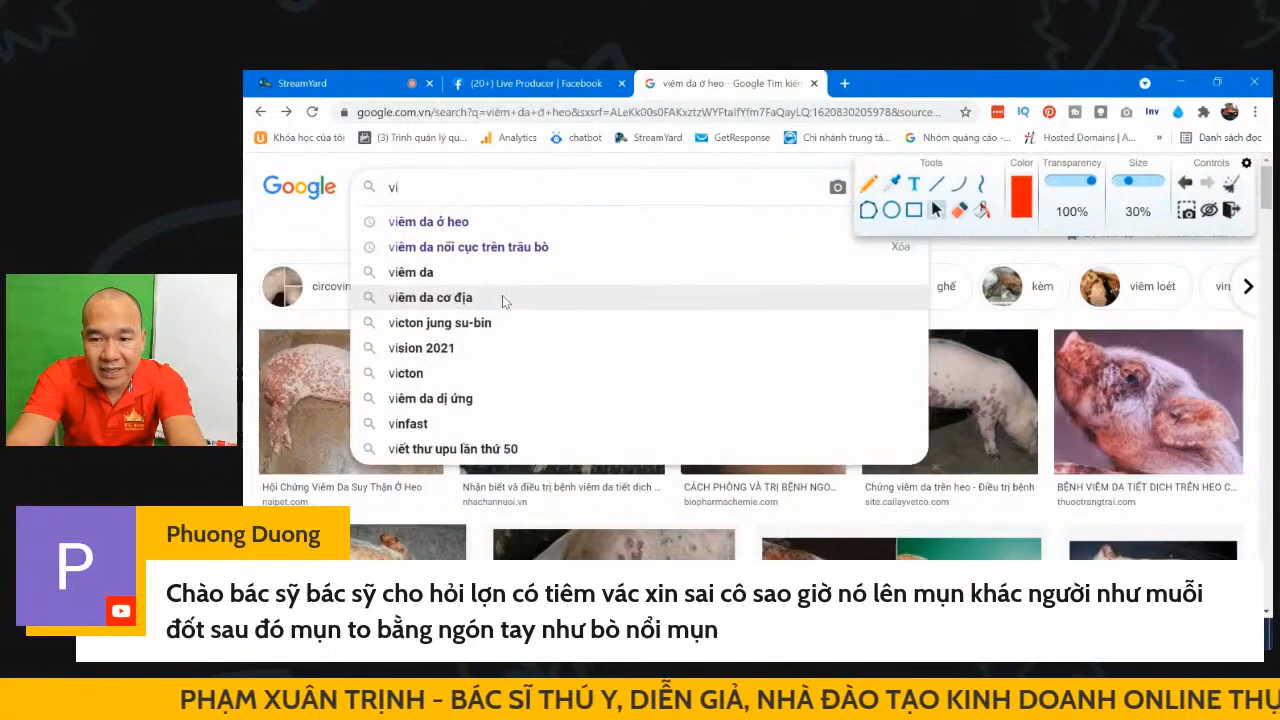 StreamYard
(20+) Live Producer | Facebook
viêm da ở heo - Google Tìm kiếm
google.com.vn/search?q=viêm+da+ở+heo&sxsrf=ALeKk00s0FAKxztzWYFtaIfYfm7FaQayLQ:1620830205978&source...
Khóa học của tôi
(3) Trình quản lý qu...
Analytics
chatbot
StreamYard
GetResponse
Chi nhánh trung tâ...
Nhóm quảng cáo -...
Hosted Domains | A...
»
Danh sách đọc
Inv
Tools
Color
Transparency
Size
Controls
100%
30%
Google
vi
viêm da ở heo
viêm da nổi cục trên trâu bò
Xóa
viêm da
viêm da cơ địa
victon jung su-bin
vision 2021
victon
viêm da dị ứng
vinfast
viết thư upu lần thứ 50
circovir
ghẻ
kẽm
viêm loét
viru
Hội Chứng Viêm Da Suy Thận Ở Heo
naipet.com
Nhận biết và điều trị bệnh viêm da tiết dịch ...
nhachannuoi.vn
CÁCH PHÒNG VÀ TRỊ BỆNH NGO...
biopharmachemie.com
Chứng viêm da trên heo - Điều trị bệnh
site.cailayvetco.com
BỆNH VIÊM DA TIẾT DỊCH TRÊN HEO C...
thuoctrangtrai.com
P
Phuong Duong
Chào bác sỹ bác sỹ cho hỏi lợn có tiêm vác xin sai cô sao giờ nó lên mụn khác người như muỗi
đốt sau đó mụn to bằng ngón tay như bò nổi mụn
PHẠM XUÂN TRỊNH - BÁC SĨ THÚ Y, DIỄN GIẢ, NHÀ ĐÀO TẠO KINH DOANH ONLINE THỰ